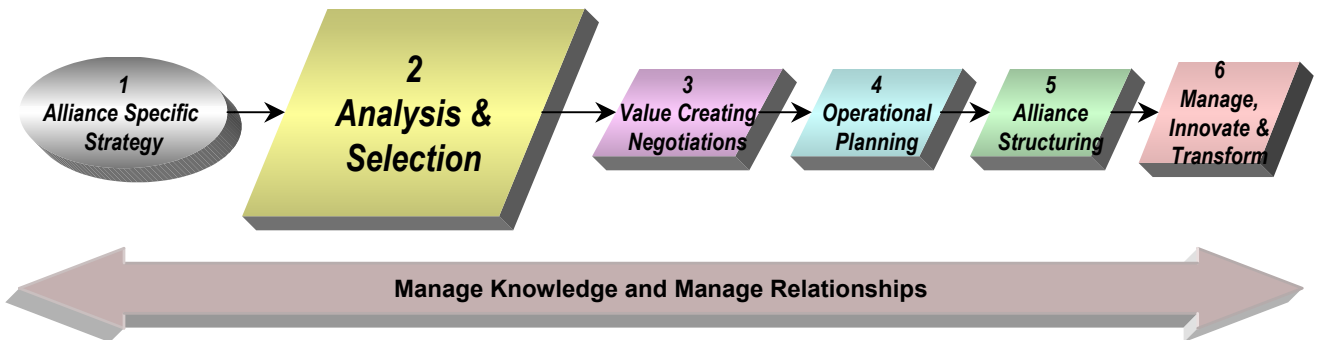 1
Alliance Specific
Strategy
2
Analysis &
Selection
3
Value Creating
Negotiations
4
Operational
Planning
5
Alliance
Structuring
6
Manage,
Innovate &
Transform
Manage Knowledge and Manage Relationships